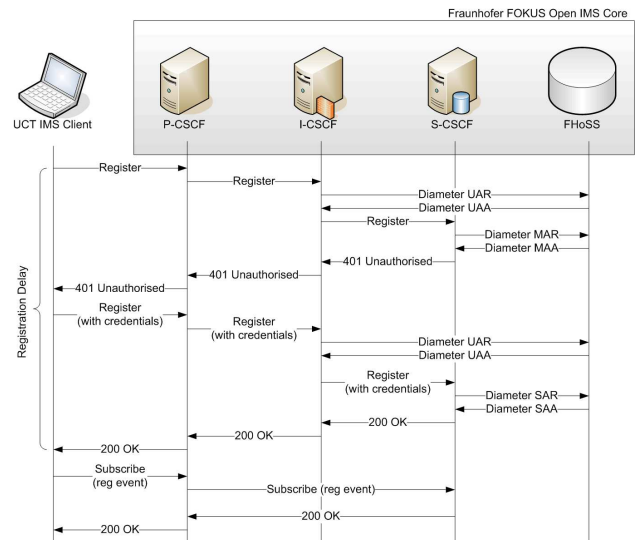 Fraunhofer FOKUS Open IMS Core
UCT IMS Client
P-CSCF
I-CSCF
S-CSCF
FHoSS
Registration Delay
Register
Register
Diameter UAR
Diameter UAA
Register
Diameter MAR
Diameter MAA
401 Unauthorised
401 Unauthorised
401 Unauthorised
Register
(with credentials)
Register
(with credentials)
Diameter UAR
Diameter UAA
Register
(with credentials)
Diameter SAR
Diameter SAA
200 OK
200 OK
200 OK
Subscribe
(reg event)
Subscribe (reg event)
200 OK
200 OK